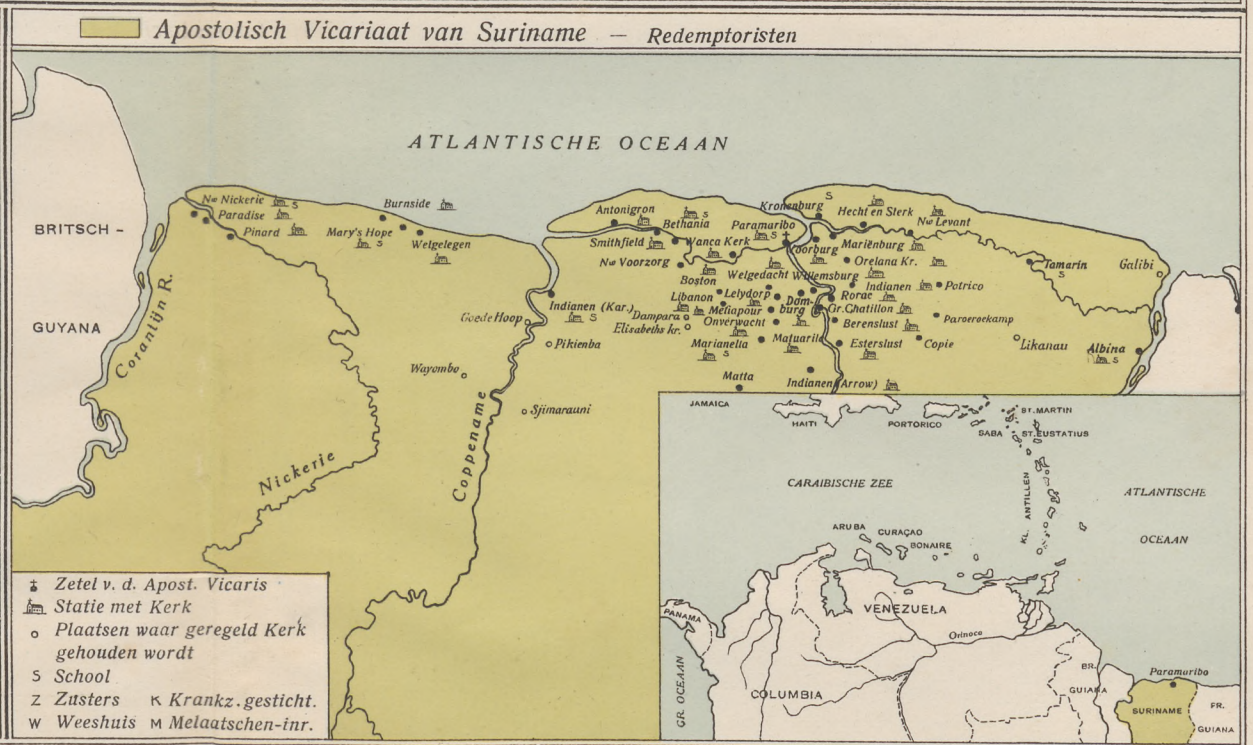 Apostolisch Vicariaat van Suriname – Redemptoristen
ATLANTISCHE OCEAAN
BRITSCH -
GUYANA
Corantijn R.
Nw Nickerie S
Paradise
Pinard
Burnside
Mary's Hope S
Welgelegen
Nickerie
Coppename
Goede Hoop
Wayombo
Pikienba
Sjimarauni
Indianen (Kar.) S
Antonigron
Bethania S
Smithfield
Nw Voorzorg
Wanca Kerk
Paramaribo S
Kronenburg S
Hecht en Sterk
Nw Levant
Voorburg
Mariënburg
Orelana Kr.
Boston
Welgedacht
Willemsburg
Indianen
Potrico
Libanon
Lelydorp
Domburg
Rorac
Dampara
Meliapour
Gr. Chatillon
Elisabeths kr.
Onverwacht
Berenslust
Paroeroekamp
Marianella S
Matuarile
Esterslust
Copie
Matta
Indianen (Arrow)
Tamarin S
Galibi
Likanau
Albina S
JAMAICA
HAITI
PORTORICO
ST. MARTIN
SABA
ST. EUSTATIUS
CARAIBISCHE ZEE
KL. ANTILLEN
ATLANTISCHE
OCEAAN
ARUBA
CURAÇAO
BONAIRE
PANAMA
VENEZUELA
Orinoco
GR. OCEAAN
COLUMBIA
BR.
GUIANA
Paramaribo
SURINAME
FR.
GUIANA
Zetel v. d. Apost. Vicaris
Statie met Kerk
Plaatsen waar geregeld Kerk
gehouden wordt
S School
Z Zusters K Krankz. gesticht.
W Weeshuis M Melaatschen-inr.